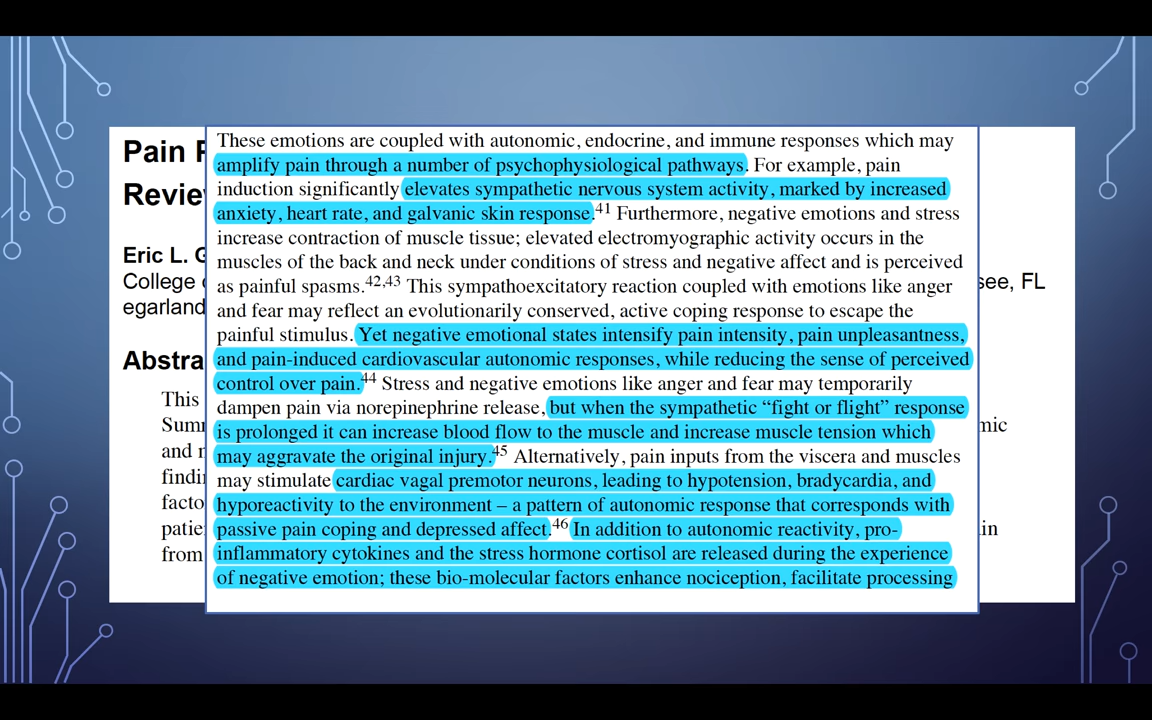 Pain
Review
Eric L.
College
egarland
Abstra
This
Summ
and
findin
facto
patie
from
see, FL
mic
in
These emotions are coupled with autonomic, endocrine, and immune responses which may
amplify pain through a number of psychophysiological pathways. For example, pain
induction significantly elevates sympathetic nervous system activity, marked by increased
anxiety, heart rate, and galvanic skin response.41 Furthermore, negative emotions and stress
increase contraction of muscle tissue; elevated electromyographic activity occurs in the
muscles of the back and neck under conditions of stress and negative affect and is perceived
as painful spasms.42,43 This sympathoexcitatory reaction coupled with emotions like anger
and fear may reflect an evolutionarily conserved, active coping response to escape the
painful stimulus. Yet negative emotional states intensify pain intensity, pain unpleasantness,
and pain-induced cardiovascular autonomic responses, while reducing the sense of perceived
control over pain.44 Stress and negative emotions like anger and fear may temporarily
dampen pain via norepinephrine release, but when the sympathetic “fight or flight” response
is prolonged it can increase blood flow to the muscle and increase muscle tension which
may aggravate the original injury.45 Alternatively, pain inputs from the viscera and muscles
may stimulate cardiac vagal premotor neurons, leading to hypotension, bradycardia, and
hyporeactivity to the environment – a pattern of autonomic response that corresponds with
passive pain coping and depressed affect.46 In addition to autonomic reactivity, pro-
inflammatory cytokines and the stress hormone cortisol are released during the experience
of negative emotion; these bio-molecular factors enhance nociception, facilitate processing